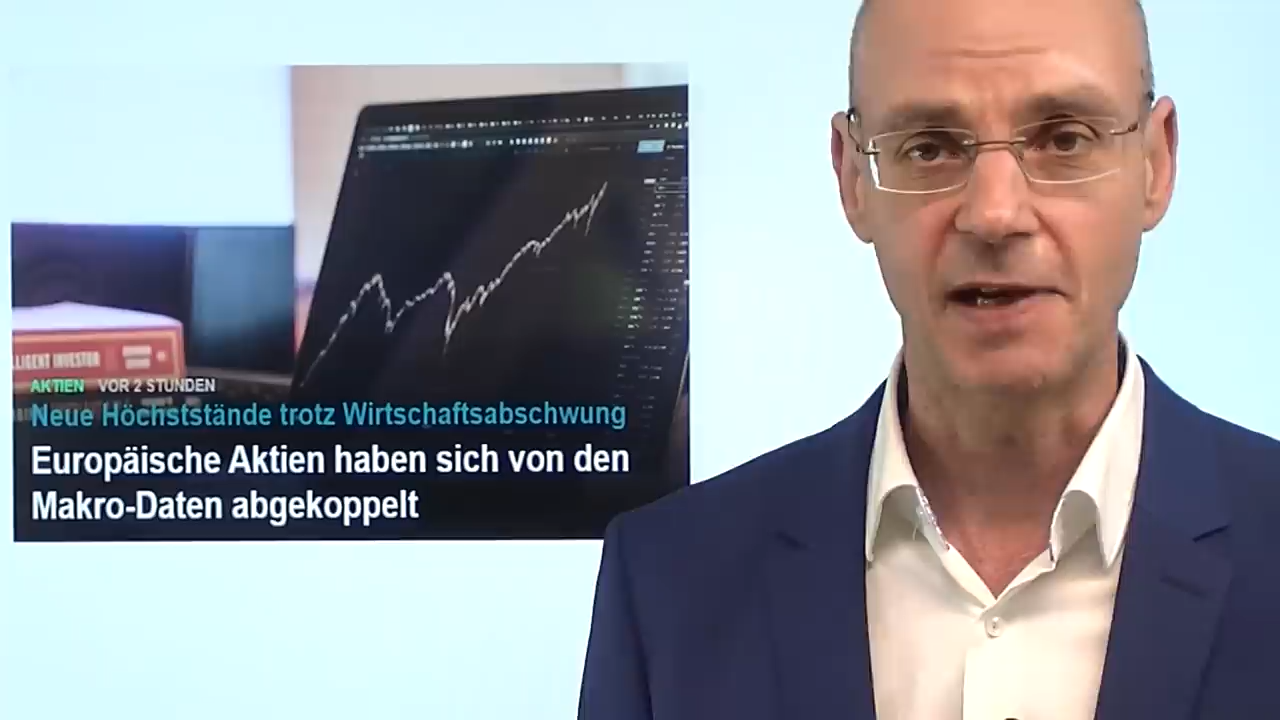 LLIGENT INVESTOR
AKTIEN VOR 2 STUNDEN
Neue Höchststände trotz Wirtschaftsabschwung
Europäische Aktien haben sich von den
Makro-Daten abgekoppelt